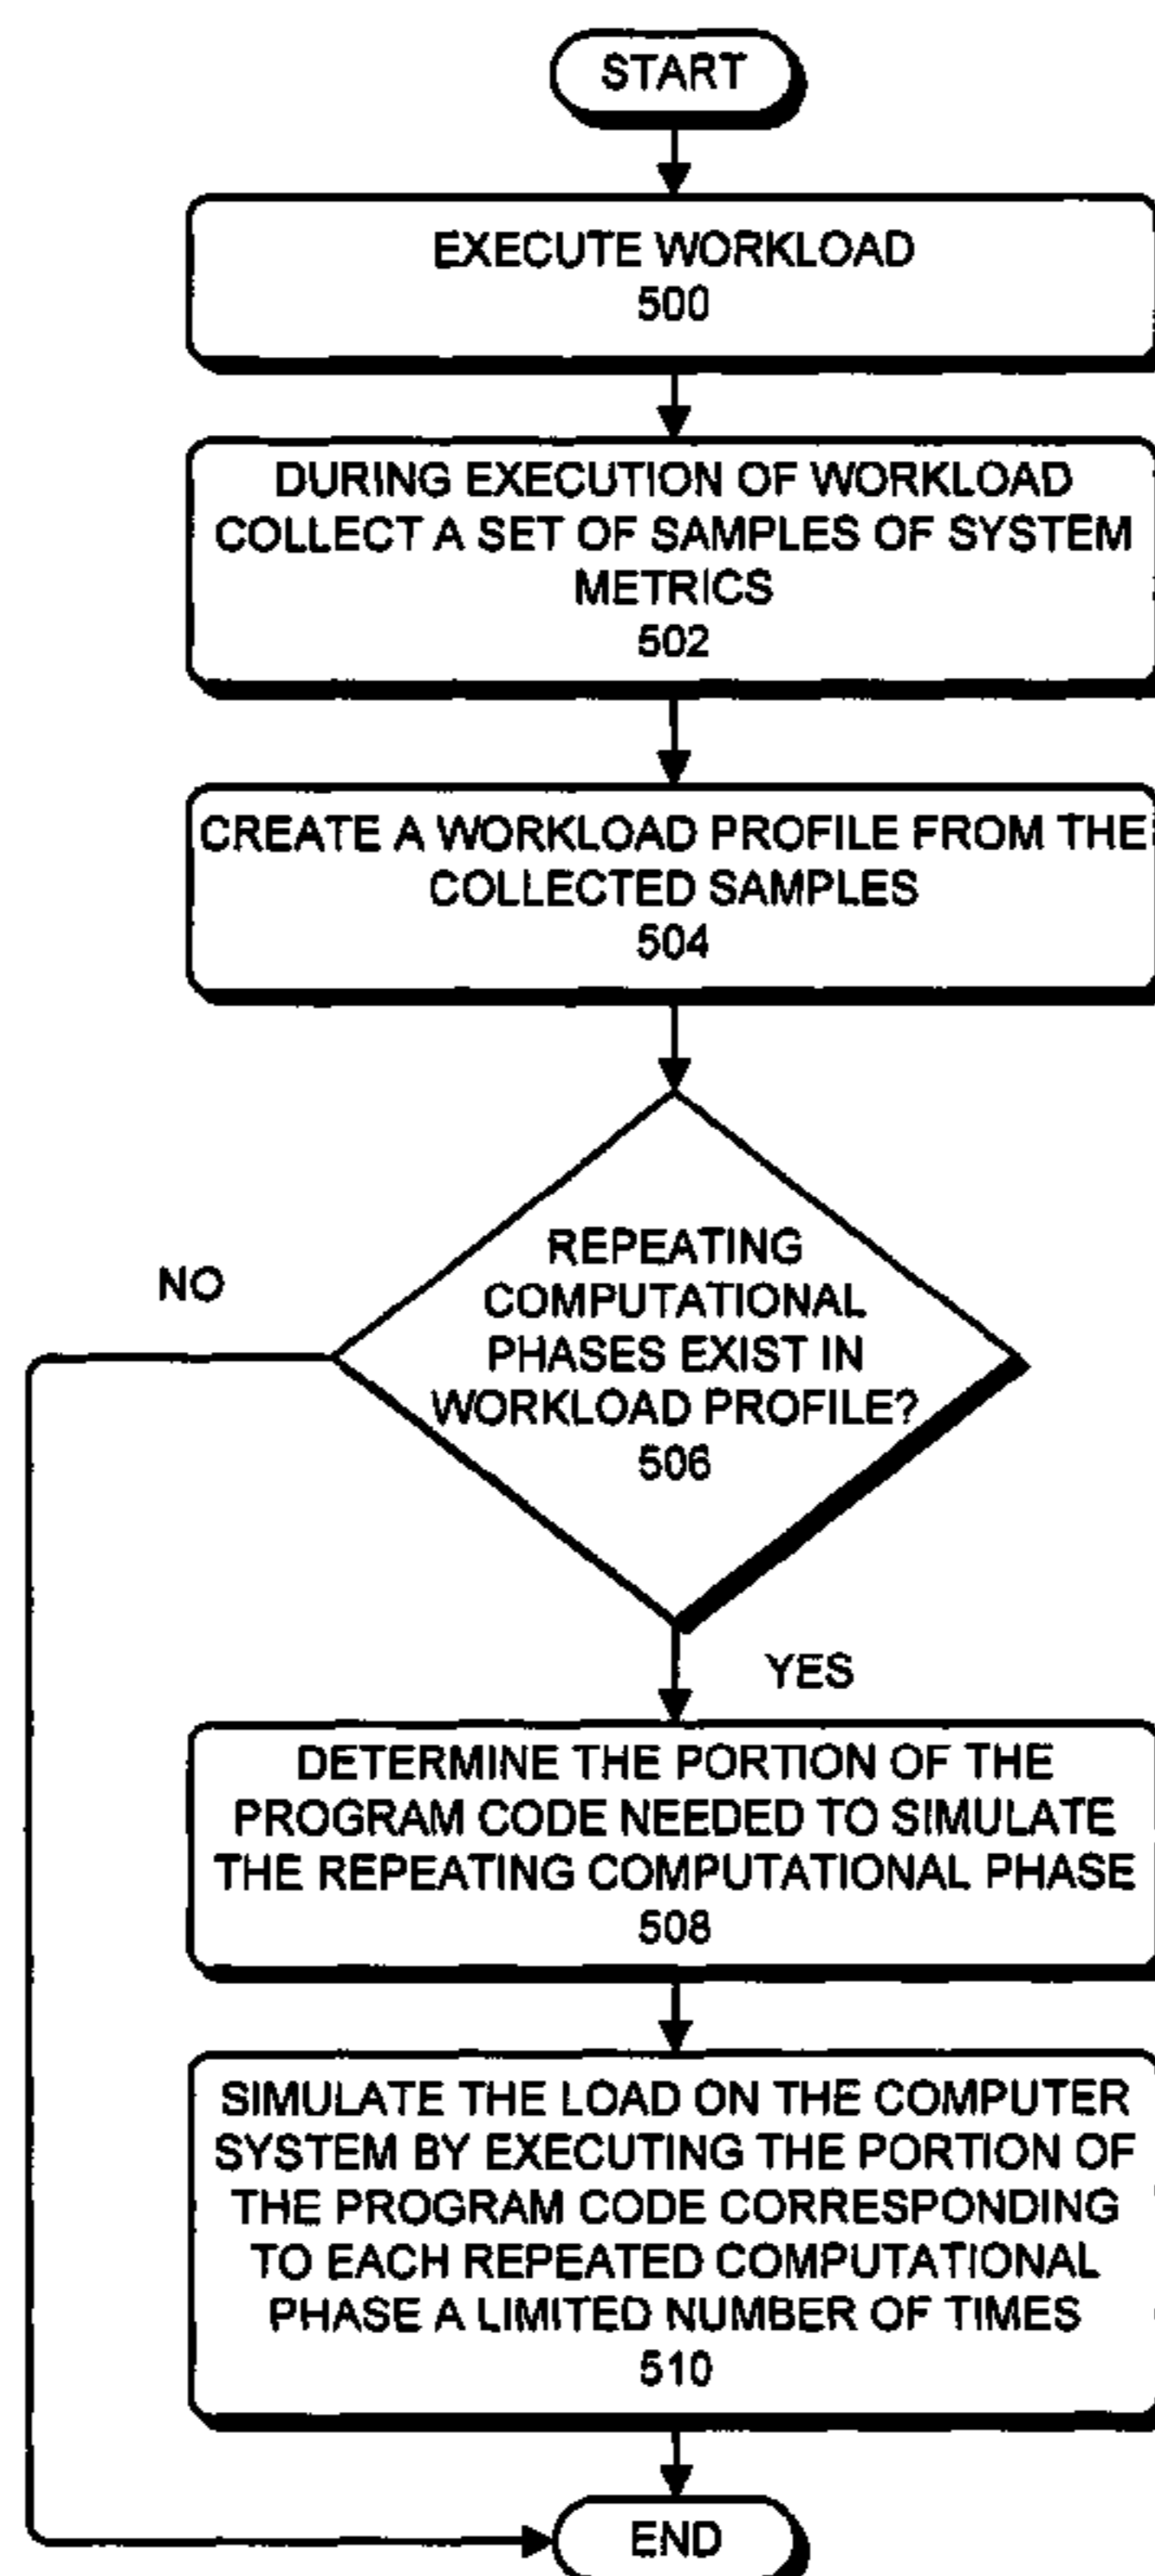 START
EXECUTE WORKLOAD
500
DURING EXECUTION OF WORKLOAD
COLLECT A SET OF SAMPLES OF SYSTEM
METRICS
502
CREATE A WORKLOAD PROFILE FROM THE
COLLECTED SAMPLES
504
REPEATING
COMPUTATIONAL
PHASES EXIST IN
WORKLOAD PROFILE?
506
NO
YES
DETERMINE THE PORTION OF THE
PROGRAM CODE NEEDED TO SIMULATE
THE REPEATING COMPUTATIONAL PHASE
508
SIMULATE THE LOAD ON THE COMPUTER
SYSTEM BY EXECUTING THE PORTION OF
THE PROGRAM CODE CORRESPONDING
TO EACH REPEATED COMPUTATIONAL
PHASE A LIMITED NUMBER OF TIMES
510
END